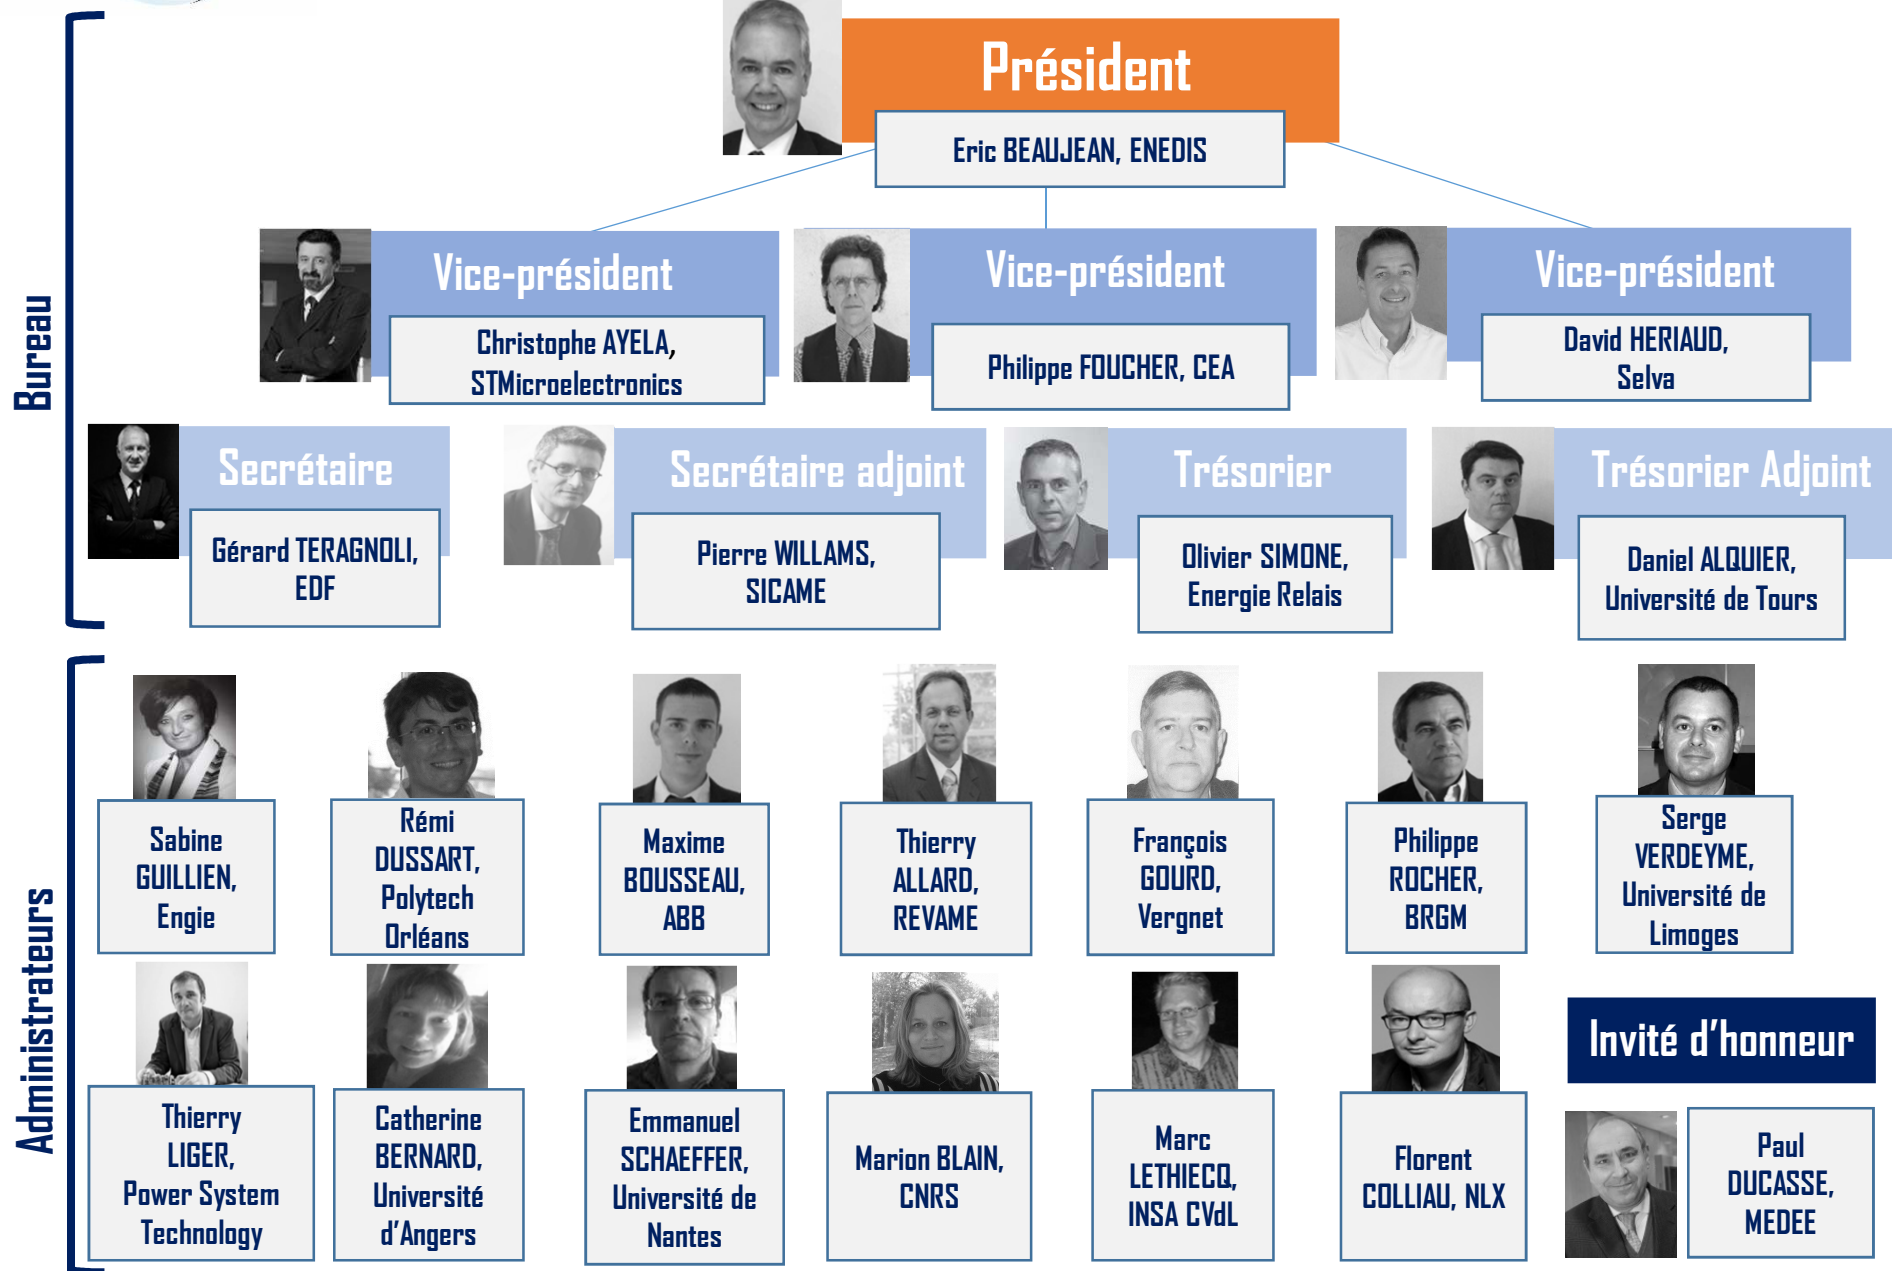 Bureau
Président
Eric BEAUJEAN, ENEDIS
Vice-président
Christophe AYELA,
STMicroelectronics
Vice-président
Philippe FOUCHER, CEA
Vice-président
David HERIAUD,
Selva
Secrétaire
Gérard TERAGNOLI,
EDF
Secrétaire adjoint
Pierre WILLAMS,
SICAME
Trésorier
Olivier SIMONE,
Energie Relais
Trésorier Adjoint
Daniel ALQUIER,
Université de Tours
Administrateurs
Sabine
GUILLIEN,
Engie
Rémi
DUSSART,
Polytech
Orléans
Maxime
BOUSSEAU,
ABB
Thierry
ALLARD,
REVAME
François
GOURD,
Vergnet
Philippe
ROCHER,
BRGM
Serge
VERDEYME,
Université de
Limoges
Thierry
LIGER,
Power System
Technology
Catherine
BERNARD,
Université
d’Angers
Emmanuel
SCHAEFFER,
Université de
Nantes
Marion BLAIN,
CNRS
Marc
LETHIECQ,
INSA CVdL
Florent
COLLIAU, NLX
Invité d’honneur
Paul
DUCASSE,
MEDEE